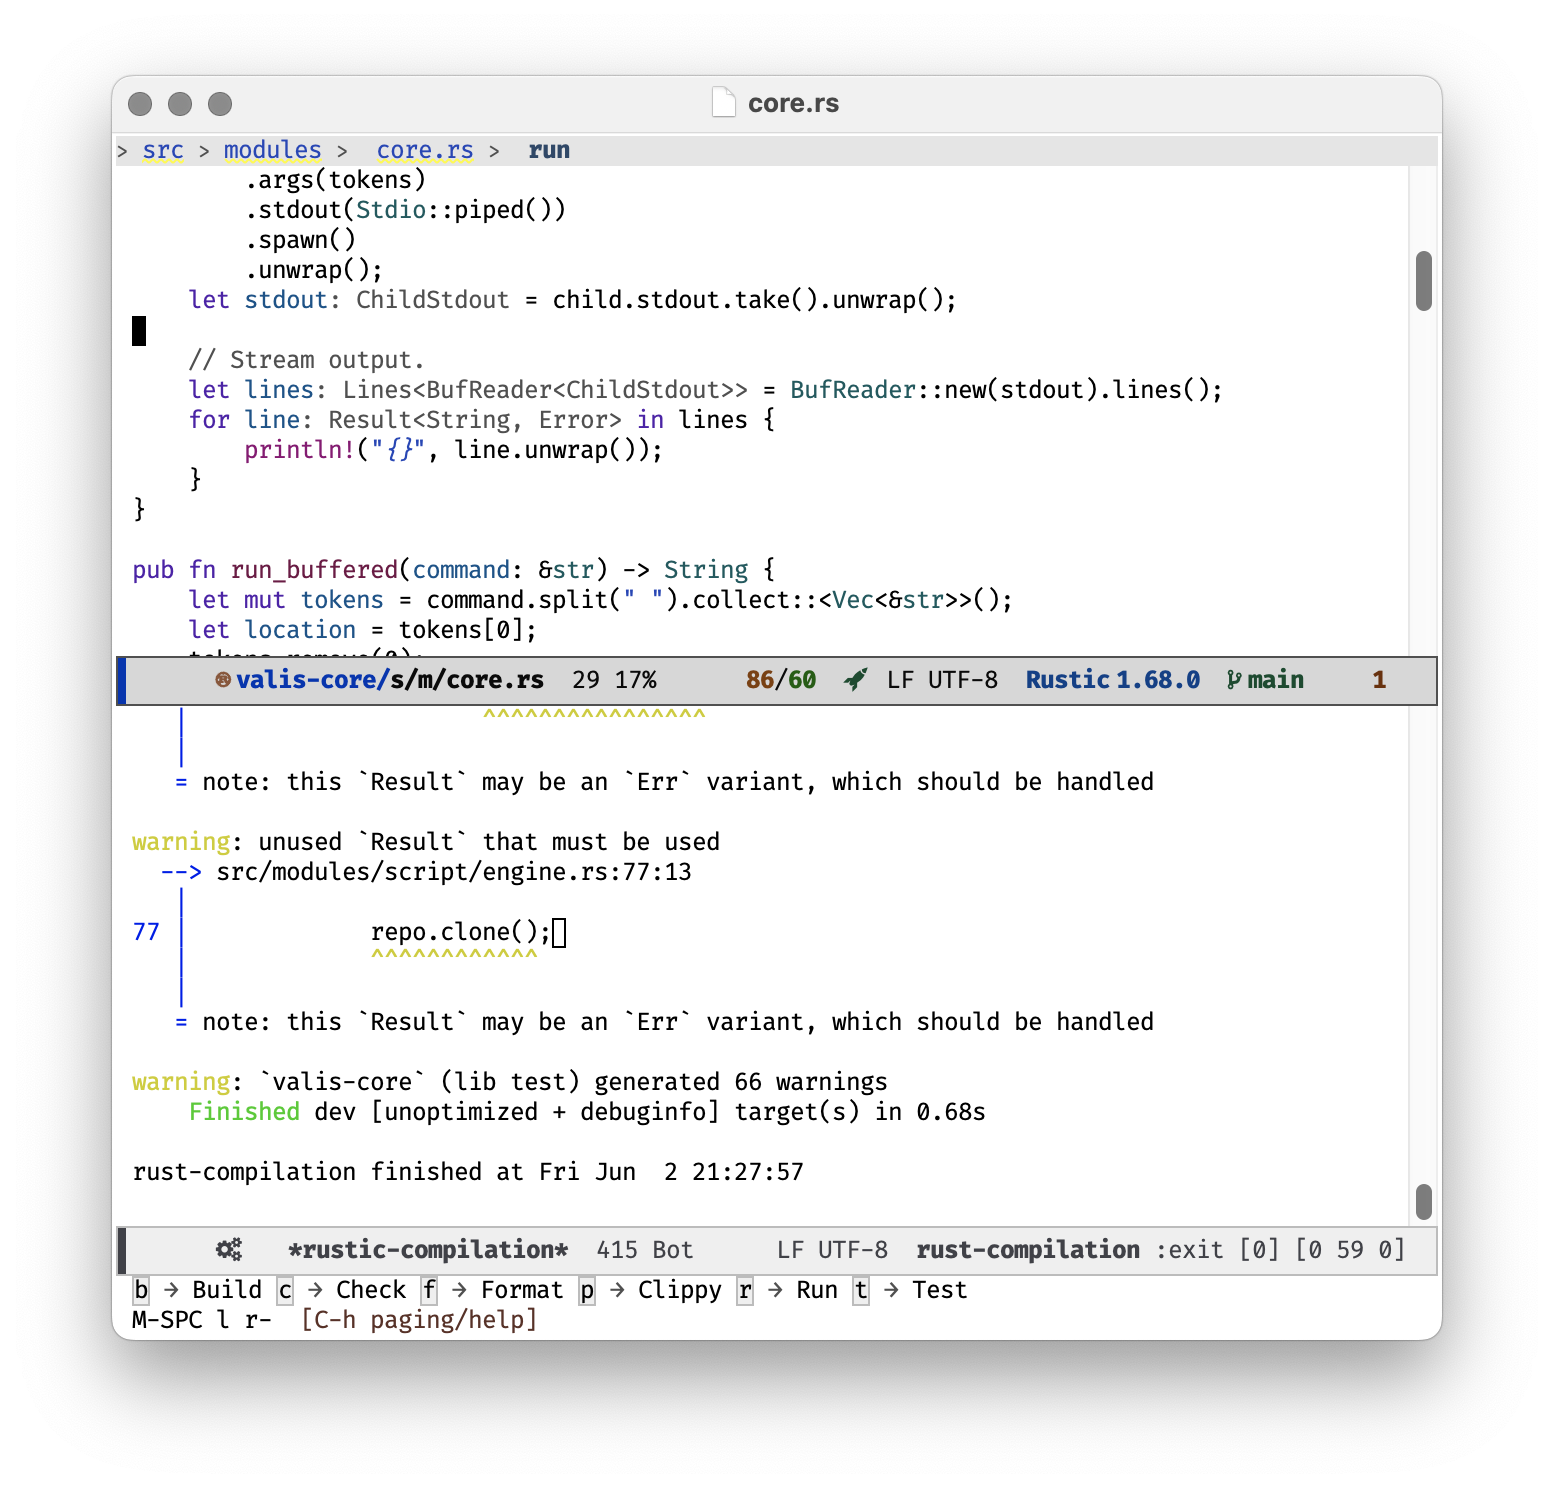 core.rs
> src > modules > core.rs > run
.args(tokens)
.stdout(Stdio::piped())
.spawn()
.unwrap();
let stdout: ChildStdout = child.stdout.take().unwrap();
// Stream output.
let lines: Lines<BufReader<ChildStdout>> = BufReader::new(stdout).lines();
for line: Result<String, Error> in lines {
println!("{}", line.unwrap());
}
}
pub fn run_buffered(command: &str) -> String {
let mut tokens = command.split(" ").collect::<Vec<&str>>();
let location = tokens[0];
tokens.remove(0);
valis-core/s/m/core.rs 29 17% 86/60 LF UTF-8 Rustic 1.68.0 main 1
| ^^^^^^^^^^^^^^^^
|
= note: this `Result` may be an `Err` variant, which should be handled
warning: unused `Result` that must be used
--> src/modules/script/engine.rs:77:13
|
77 | repo.clone();
| ^^^^^^^^^^^^
|
= note: this `Result` may be an `Err` variant, which should be handled
warning: `valis-core` (lib test) generated 66 warnings
Finished dev [unoptimized + debuginfo] target(s) in 0.68s
rust-compilation finished at Fri Jun  2 21:27:57
*rustic-compilation* 415 Bot LF UTF-8 rust-compilation :exit [0] [0 59 0]
b → Build c → Check f → Format p → Clippy r → Run t → Test
M-SPC l r- [C-h paging/help]